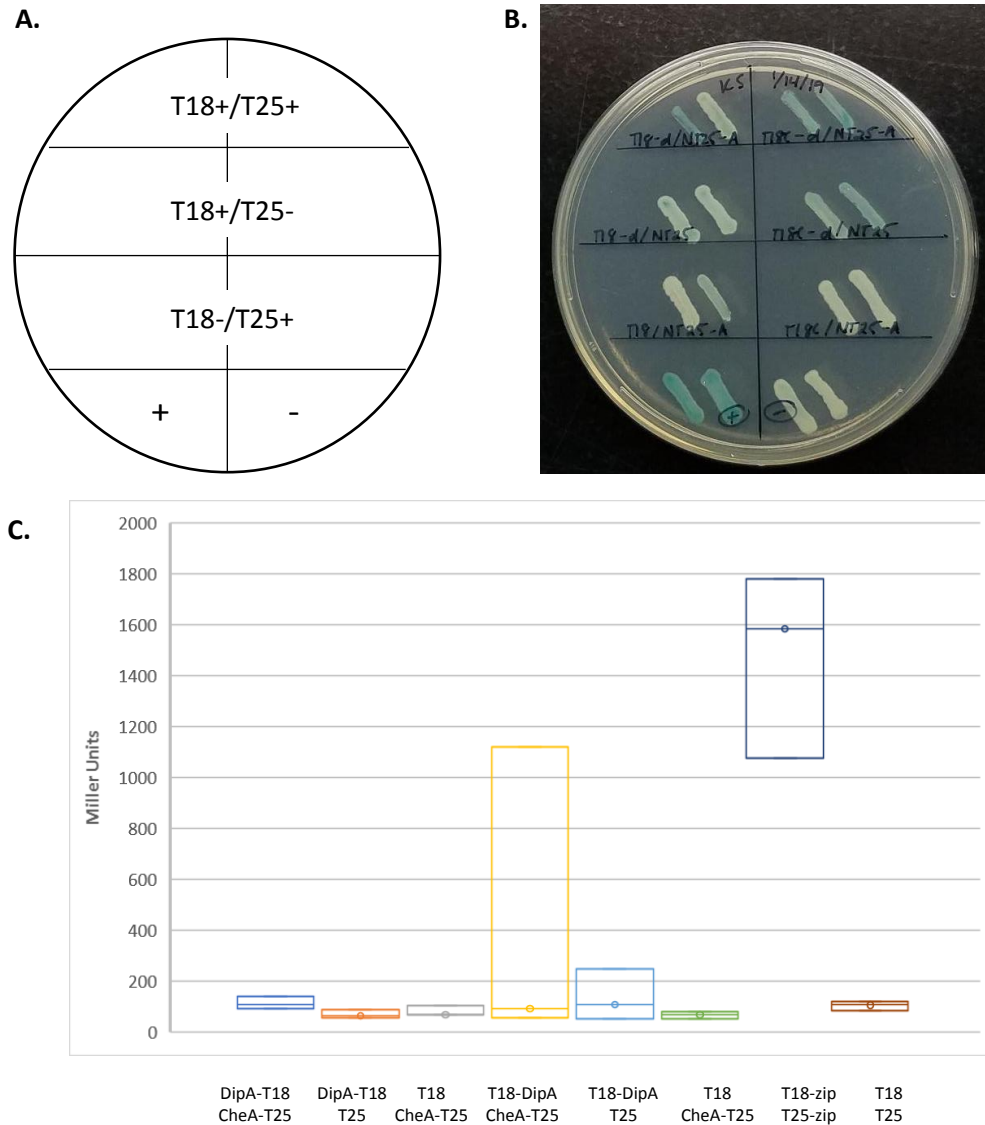 A.
T18+/T25+
T18+/T25-
T18-/T25+
+ -
B.
KS 1/14/19
T18-d/NT25-A T18C-d/NT25-A
T18-d/NT25 T18C-d/NT25
T18/NT25-A T18C/NT25-A
+ -
C.
2000
1800
1600
1400
1200
1000
800
600
400
200
0
Miller Units
DipA-T18 DipA-T18 T18 T18-DipA T18-DipA T18 T18-zip T18
CheA-T25 T25 CheA-T25 CheA-T25 T25 CheA-T25 T25-zip T25